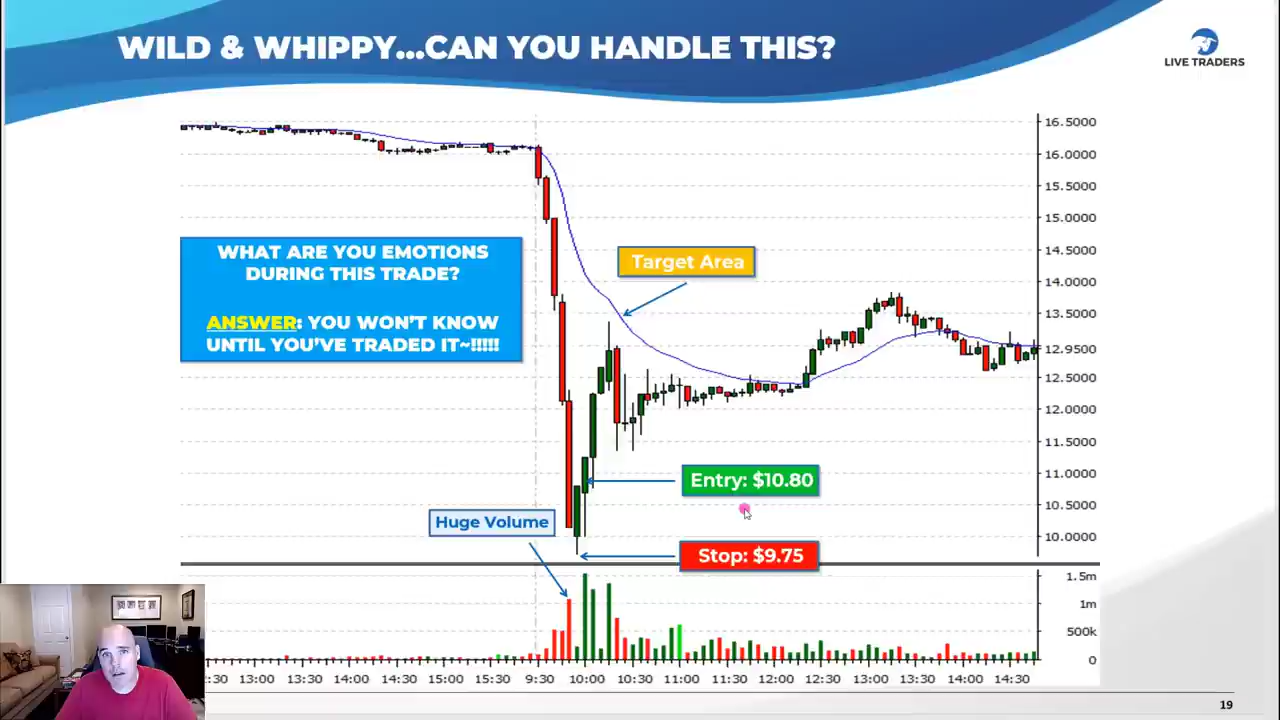 WILD & WHIPPY...CAN YOU HANDLE THIS?
LIVE TRADERS
WHAT ARE YOU EMOTIONS
DURING THIS TRADE?
ANSWER: YOU WON'T KNOW
UNTIL YOU'VE TRADED IT~!!!!!
Target Area
Entry: $10.80
Huge Volume
Stop: $9.75
16.5000
16.0000
15.5000
15.0000
14.5000
14.0000
13.5000
12.9500
12.5000
12.0000
11.5000
11.0000
10.5000
10.0000
1.5m
1m
500k
0
:30 13:00 13:30 14:00 14:30 15:00 15:30 9:30 10:00 10:30 11:00 11:30 12:00 12:30 13:00 13:30 14:00 14:30
19